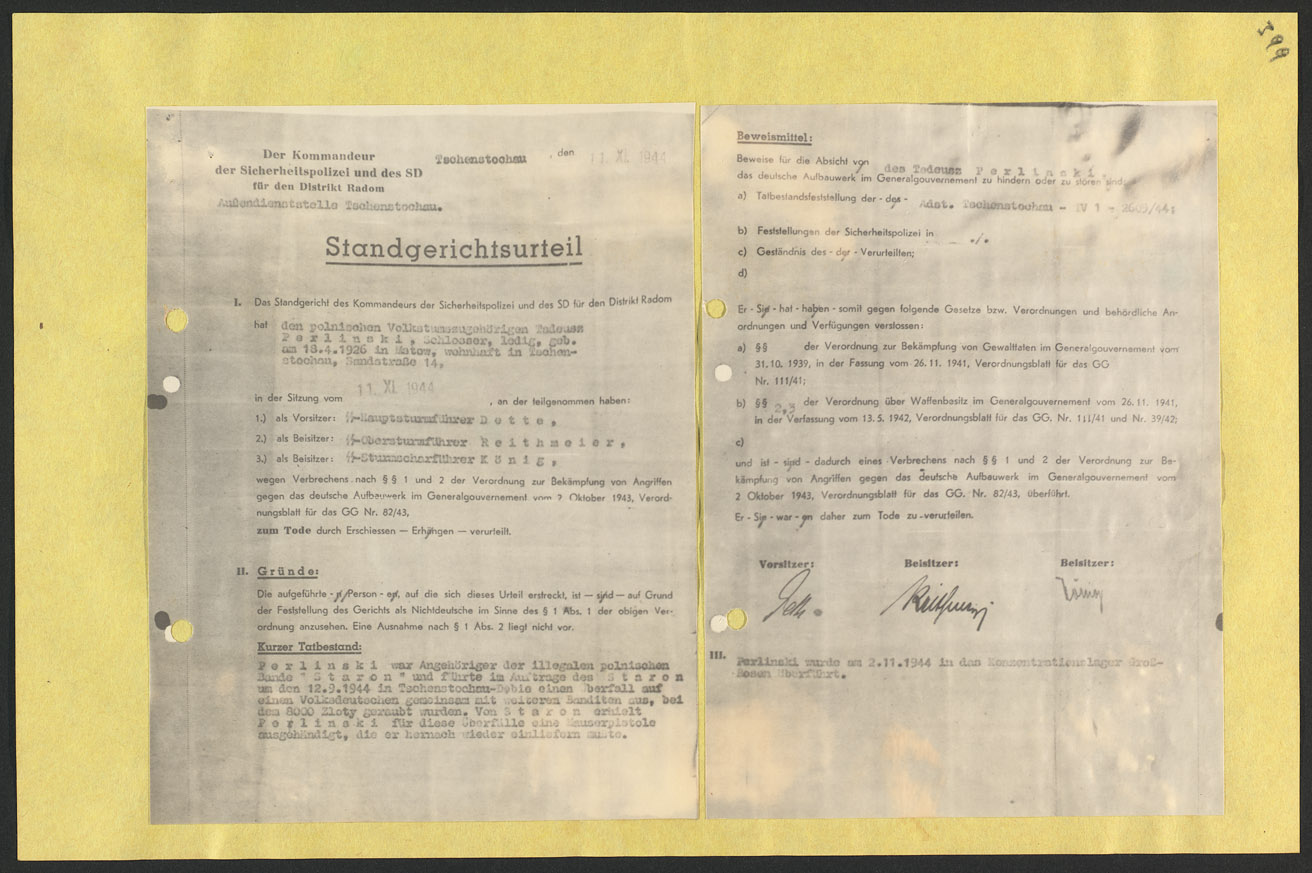 599
Der Kommandeur
der Sicherheitspolizei und des SD
für den Distrikt Radom
Außendienststelle Tschenstochau.
Tschenstochau , den 11. XI. 1944
Standgerichtsurteil
I. Das Standgericht des Kommandeurs der Sicherheitspolizei und des SD für den Distrikt Radom
hat den polnischen Volkstumszugehörigen Tadeusz
P e r l i n s k i , Schlosser, ledig, geb.
am 18.4.1926 in , wohnhaft in Tschen-
stochau, Sandstraße 14,
in der Sitzung vom 11. XI. 1944 , an der teilgenommen haben:
1.) als Vorsitzer: ᛋᛋ-Hauptsturmführer D e t t e ,
2.) als Beisitzer: ᛋᛋ-Obersturmführer R e i t h m e i e r ,
3.) als Beisitzer: ᛋᛋ-Sturmscharführer K ö n i g ,
wegen Verbrechens nach § § 1 und 2 der Verordnung zur Bekämpfung von Angriffen
gegen das deutsche Aufbauwerk im Generalgouvernement vom 2. Oktober 1943, Verord-
nungsblatt für das GG Nr. 82/43,
zum Tode durch Erschiessen — Erhängen — verurteilt.
II. Gründe:
Die aufgeführte - n/Person - en, auf die sich dieses Urteil erstreckt, ist — sind — auf Grund
der Feststellung des Gerichts als Nichtdeutsche im Sinne des § 1 Abs. 1 der obigen Ver-
ordnung anzusehen. Eine Ausnahme nach § 1 Abs. 2 liegt nicht vor.
Kurzer Tatbestand:
P e r l i n s k i war Angehöriger der illegalen polnischen
Bande " S t a r o n " und führte im Auftrage des S t a r o n
um den 12.9.1944 in Tschenstochau-Dobie einen Überfall auf
einen Volksdeutschen gemeinsam mit weiteren Banditen aus, bei
dem 8000 Zloty geraubt wurden. Von S t a r o n erhielt
P e r l i n s k i für diese Überfälle eine Mauserpistole
ausgehändigt, die er hernach wieder einliefern mußte.
Beweismittel:
Beweise für die Absicht von des Tadeusz P e r l i n s k i ,
das deutsche Aufbauwerk im Generalgouvernement zu hindern oder zu stören sind:
a) Tatbestandsfeststellung der - des - Adst. Tschenstochau - IV 1 - 2609/44;
b) Feststellungen der Sicherheitspolizei in ./.
c) Geständnis des - der - Verurteilten;
d)
Er - Sie - hat - haben - somit gegen folgende Gesetze bzw. Verordnungen und behördliche An-
ordnungen und Verfügungen verstossen:
a) §§ der Verordnung zur Bekämpfung von Gewalttaten im Generalgouvernement vom
31. 10. 1939, in der Fassung vom 26. 11. 1941, Verordnungsblatt für das GG
Nr. 111/41;
b) §§ 2,3 der Verordnung über Waffenbesitz im Generalgouvernement vom 26. 11. 1941,
in der Verfassung vom 13. 5. 1942, Verordnungsblatt für das GG. Nr. 111/41 und Nr. 39/42;
c)
und ist - sind - dadurch eines Verbrechens nach § § 1 und 2 der Verordnung zur Be-
kämpfung von Angriffen gegen das deutsche Aufbauwerk im Generalgouvernement vom
2 Oktober 1943, Verordnungsblatt für das GG. Nr. 82/43, überführt.
Er - Sie - war - en daher zum Tode zu verurteilen.
Vorsitzer: Beisitzer: Beisitzer:
Dette Reithmeier König
III. Perlinski wurde am 2.11.1944 in das Konzentrationslager Groß-
Rosen überführt.